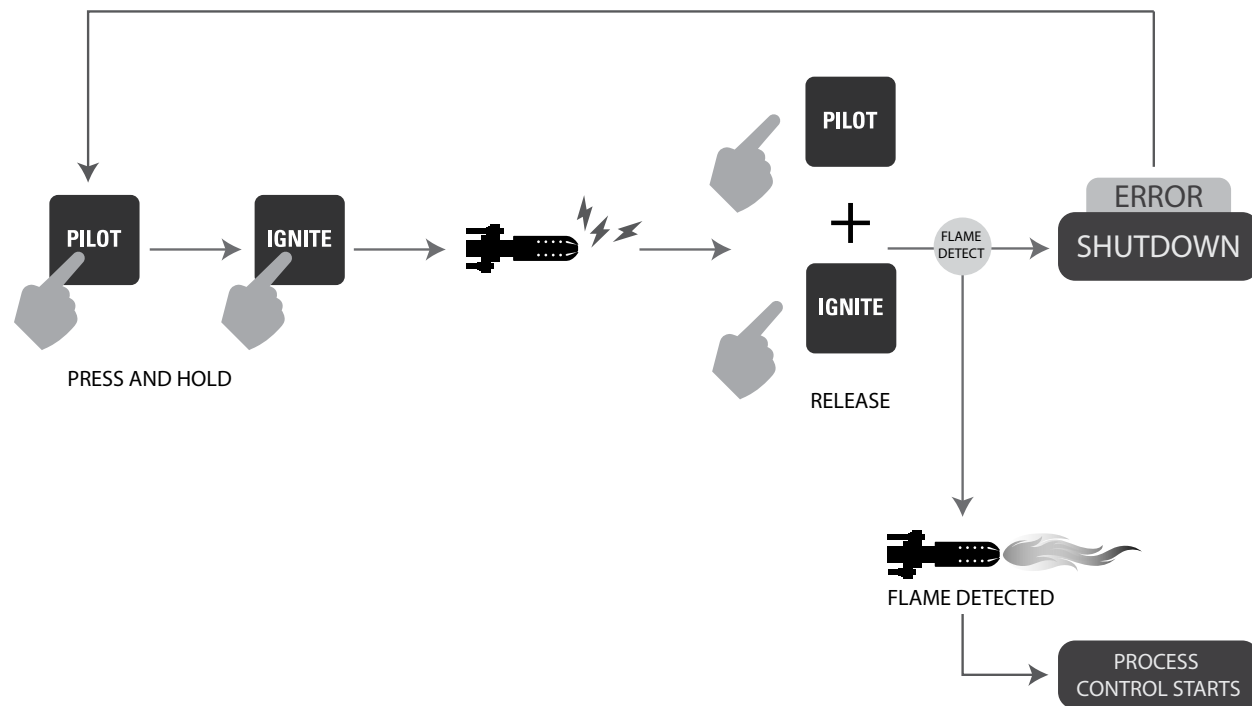 PILOT
IGNITE
PRESS AND HOLD
PILOT
+
IGNITE
RELEASE
FLAME
DETECT
ERROR
SHUTDOWN
FLAME DETECTED
PROCESS
CONTROL STARTS